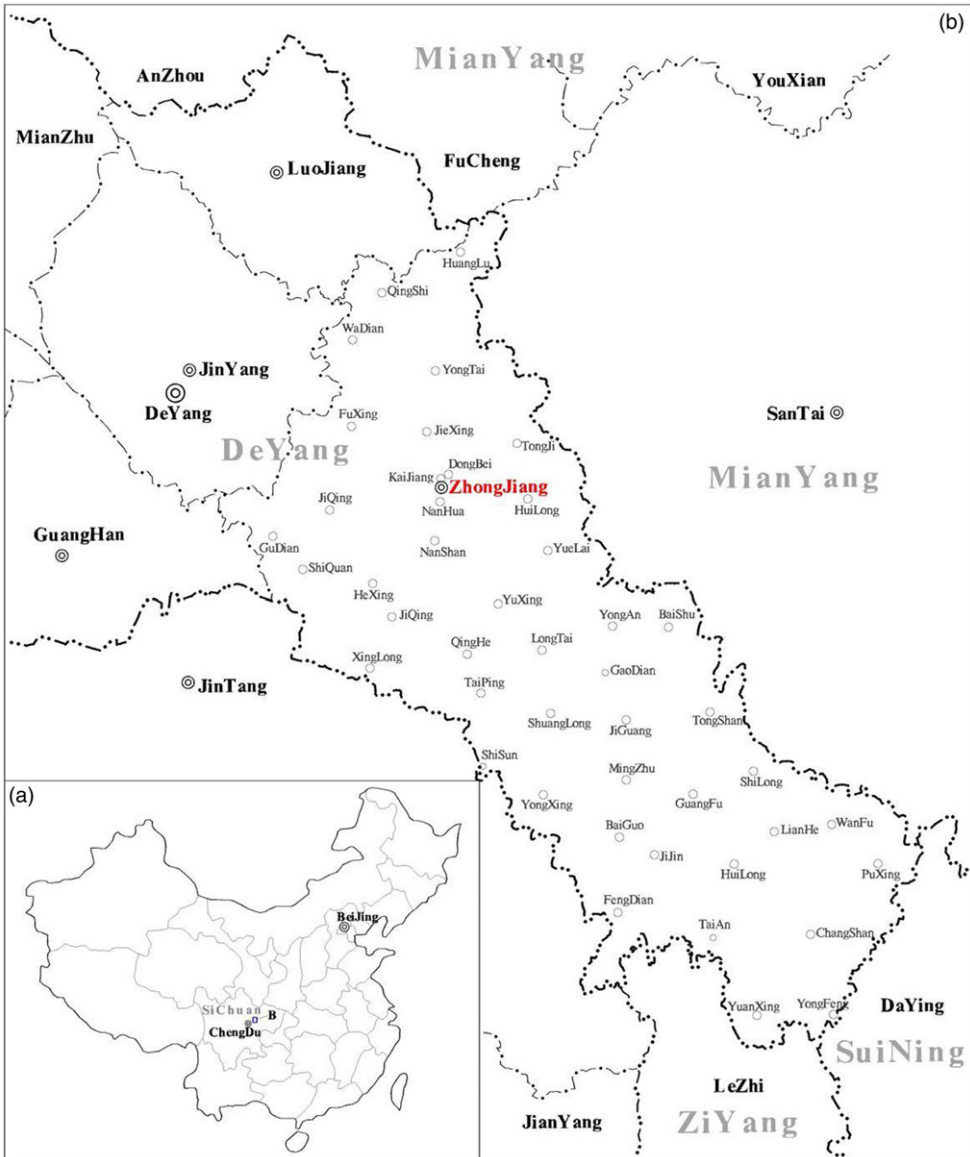 (b)
MianYang
AnZhou
YouXian
MianZhu
FuCheng
LuoJiang
HuangLu
QingShi
WaDian
JinYang
YongTai
DeYang
SanTai
FuXing
JieXing
DeYang
TongJi
DongBei
MianYang
KaiJiang
ZhongJiang
JiQing
NanHua
HuiLong
GuangHan
GuDian
NanShan
YueLai
ShiQuan
HeXing
YuXing
JiQing
YongAn
BaiShu
QingHe
LongTai
XingLong
GaoDian
JinTang
TaiPing
ShuangLong
JiGuang
TongShan
ShiSun
MingZhu
ShiLong
(a)
YongXing
GuangFu
BaiGuo
LianHe
WanFu
JiJin
HuiLong
PuXing
BeiJing
FengDian
TaiAn
ChangShan
SiChuan
B
ChengDu
YuanXing
YongFeng
DaYing
SuiNing
LeZhi
JianYang
ZiYang